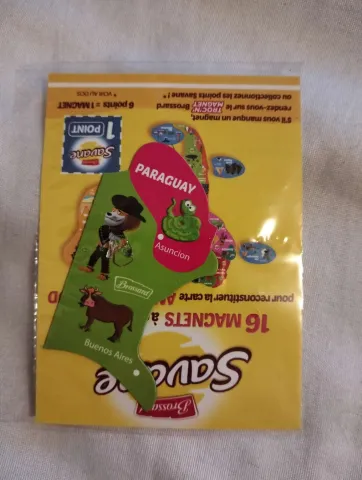 PARAGUAY
Asuncion
Brossard
Buenos Aires
6 points = 1 MAGNET
* VOIR AU DOS
S'il vous manque un magnet,
rendez-vous sur le TROC'N MAGNET Brossard
ou collectionnez les points Savane*!
Brossard
Savane
1
POINT
16 MAGNETS à
pour reconstituer la carte
Brossard
Savane